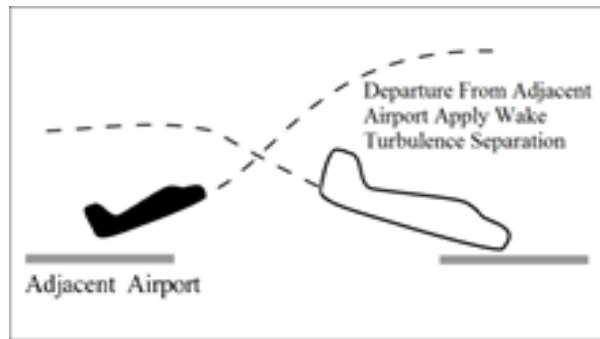 Departure From Adjacent
Airport Apply Wake
Turbulence Separation
Adjacent Airport